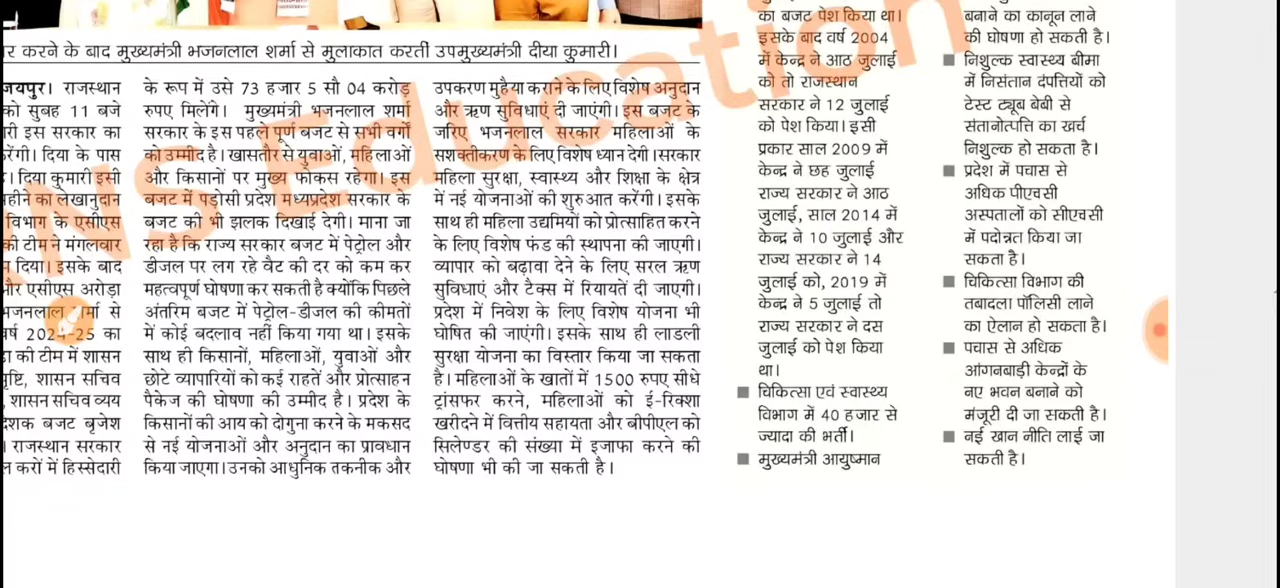 र करने के बाद मुख्यमंत्री भजनलाल शर्मा से मुलाकात करतीं उपमुख्यमंत्री दीया कुमारी।
जयपुर। राजस्थान
को सुबह 11 बजे
री इस सरकार का
रेंगी। दिया के पास
है। दिया कुमारी इसी
हीने का लेखानुदान
विभाग के एसीएस
की टीम ने मंगलवार
न दिया। इसके बाद
और एसीएस अरोड़ा
भजनलाल शर्मा से
वर्ष 2024-25 का
ड़ा की टीम में शासन
ृष्टि, शासन सचिव
, शासन सचिव व्यय
देशक बजट बृजेश
। राजस्थान सरकार
ल करों में हिस्सेदारी
के रूप में उसे 73 हजार 5 सौ 04 करोड़
रुपए मिलेंगे। मुख्यमंत्री भजनलाल शर्मा
सरकार के इस पहले पूर्ण बजट से सभी वर्गों
को उम्मीद है। खासतौर से युवाओं, महिलाओं
और किसानों पर मुख्य फोकस रहेगा। इस
बजट में पड़ोसी प्रदेश मध्यप्रदेश सरकार के
बजट की भी झलक दिखाई देगी। माना जा
रहा है कि राज्य सरकार बजट में पेट्रोल और
डीजल पर लग रहे वैट की दर को कम कर
महत्वपूर्ण घोषणा कर सकती है क्योंकि पिछले
अंतरिम बजट में पेट्रोल-डीजल की कीमतों
में कोई बदलाव नहीं किया गया था। इसके
साथ ही किसानों, महिलाओं, युवाओं और
छोटे व्यापारियों को कई राहतें और प्रोत्साहन
पैकेज की घोषणा की उम्मीद है। प्रदेश के
किसानों की आय को दोगुना करने के मकसद
से नई योजनाओं और अनुदान का प्रावधान
किया जाएगा। उनको आधुनिक तकनीक और
उपकरण मुहैया कराने के लिए विशेष अनुदान
और ऋण सुविधाएं दी जाएंगी। इस बजट के
जरिए भजनलाल सरकार महिलाओं के
सशक्तीकरण के लिए विशेष ध्यान देगी। सरकार
महिला सुरक्षा, स्वास्थ्य और शिक्षा के क्षेत्र
में नई योजनाओं की शुरुआत करेंगी। इसके
साथ ही महिला उद्यमियों को प्रोत्साहित करने
के लिए विशेष फंड की स्थापना की जाएगी।
व्यापार को बढ़ावा देने के लिए सरल ऋण
सुविधाएं और टैक्स में रियायतें दी जाएगी।
प्रदेश में निवेश के लिए विशेष योजना भी
घोषित की जाएंगी। इसके साथ ही लाडली
सुरक्षा योजना का विस्तार किया जा सकता
है। महिलाओं के खातों में 1500 रुपए सीधे
ट्रांसफर करने, महिलाओं को ई-रिक्शा
खरीदने में वित्तीय सहायता और बीपीएल को
सिलेण्डर की संख्या में इजाफा करने की
घोषणा भी की जा सकती है।
का बजट पेश किया था।
इसके बाद वर्ष 2004
में केन्द्र ने आठ जुलाई
को तो राजस्थान
सरकार ने 12 जुलाई
को पेश किया। इसी
प्रकार साल 2009 में
केन्द्र ने छह जुलाई
राज्य सरकार ने आठ
जुलाई, साल 2014 में
केन्द्र ने 10 जुलाई और
राज्य सरकार ने 14
जुलाई को, 2019 में
केन्द्र ने 5 जुलाई तो
राज्य सरकार ने दस
जुलाई को पेश किया
था।
■ चिकित्सा एवं स्वास्थ्य
विभाग में 40 हजार से
ज्यादा की भर्ती।
■ मुख्यमंत्री आयुष्मान
बनाने का कानून लाने
की घोषणा हो सकती है।
■ निशुल्क स्वास्थ्य बीमा
में निसंतान दंपत्तियों को
टेस्ट ट्यूब बेबी से
संतानोत्पत्ति का खर्च
निशुल्क हो सकता है।
■ प्रदेश में पचास से
अधिक पीएचसी
अस्पतालों को सीएचसी
में पदोन्नत किया जा
सकता है।
■ चिकित्सा विभाग की
तबादला पॉलिसी लाने
का ऐलान हो सकता है।
■ पचास से अधिक
आंगनबाड़ी केन्द्रों के
नए भवन बनाने को
मंजूरी दी जा सकती है।
■ नई खान नीति लाई जा
सकती है।
NS Education